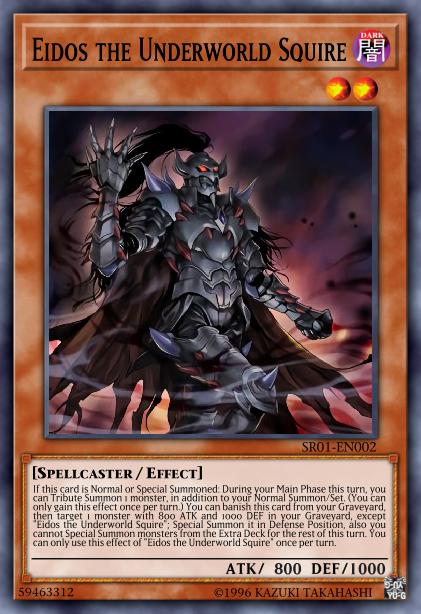 Eidos the Underworld Squire
DARK
闇
SR01-EN002
[Spellcaster / Effect]
If this card is Normal or Special Summoned: During your Main Phase this turn, you
can Tribute Summon 1 monster, in addition to your Normal Summon/Set. (You can
only gain this effect once per turn.) You can banish this card from your Graveyard,
then target 1 monster with 800 ATK and 1000 DEF in your Graveyard, except
"Eidos the Underworld Squire"; Special Summon it in Defense Position, also you
cannot Special Summon monsters from the Extra Deck for the rest of this turn. You
can only use this effect of "Eidos the Underworld Squire" once per turn.
ATK/ 800 DEF/1000
59463312
©1996 KAZUKI TAKAHASHI